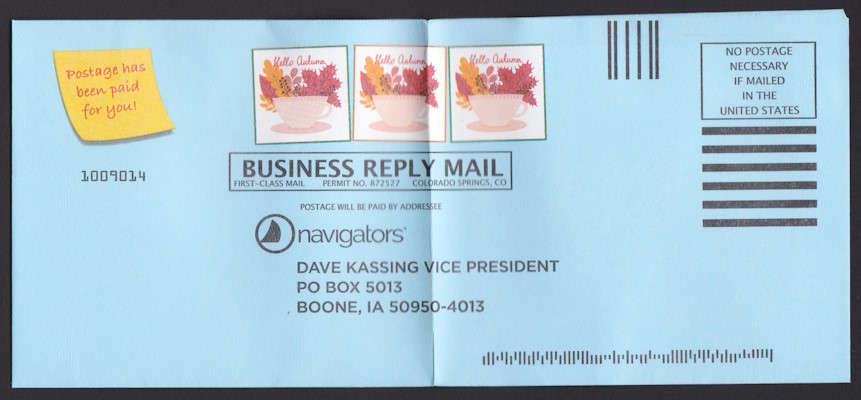 Postage has
been paid
for you!
Hello Autumn
Hello Autumn
Hello Autumn
NO POSTAGE
NECESSARY
IF MAILED
IN THE
UNITED STATES
1009014
BUSINESS REPLY MAIL
FIRST-CLASS MAIL PERMIT NO. 872527 COLORADO SPRINGS, CO
POSTAGE WILL BE PAID BY ADDRESSEE
navigators
DAVE KASSING VICE PRESIDENT
PO BOX 5013
BOONE, IA 50950-4013